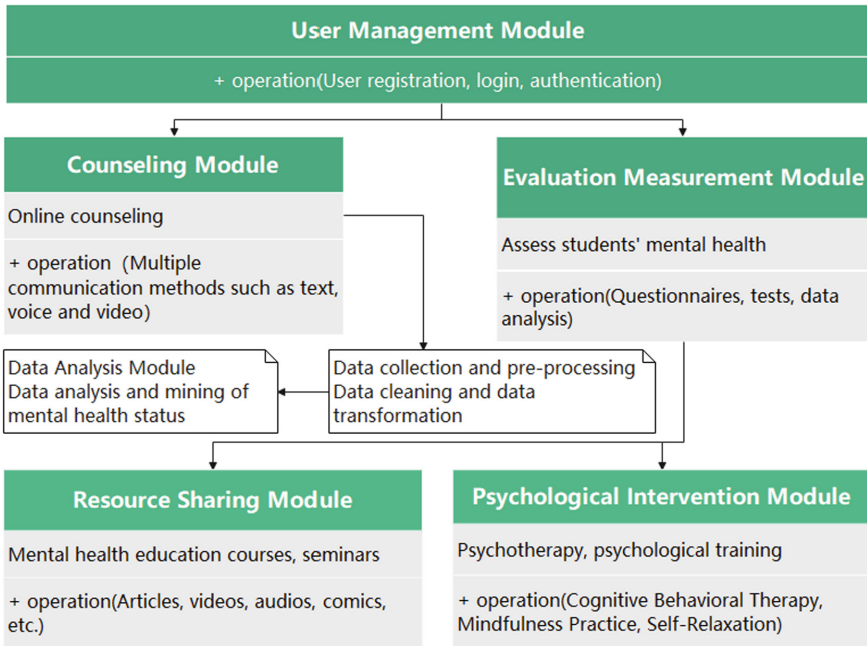 User Management Module
+ operation(User registration, login, authentication)
Counseling Module
Online counseling
+ operation（Multiple
communication methods such as text,
voice and video）
Evaluation Measurement Module
Assess students' mental health
+ operation(Questionnaires, tests, data
analysis)
Data Analysis Module
Data analysis and mining of
mental health status
Data collection and pre-processing
Data cleaning and data
transformation
Resource Sharing Module
Mental health education courses, seminars
+ operation(Articles, videos, audios, comics,
etc.)
Psychological Intervention Module
Psychotherapy, psychological training
+ operation(Cognitive Behavioral Therapy,
Mindfulness Practice, Self-Relaxation)